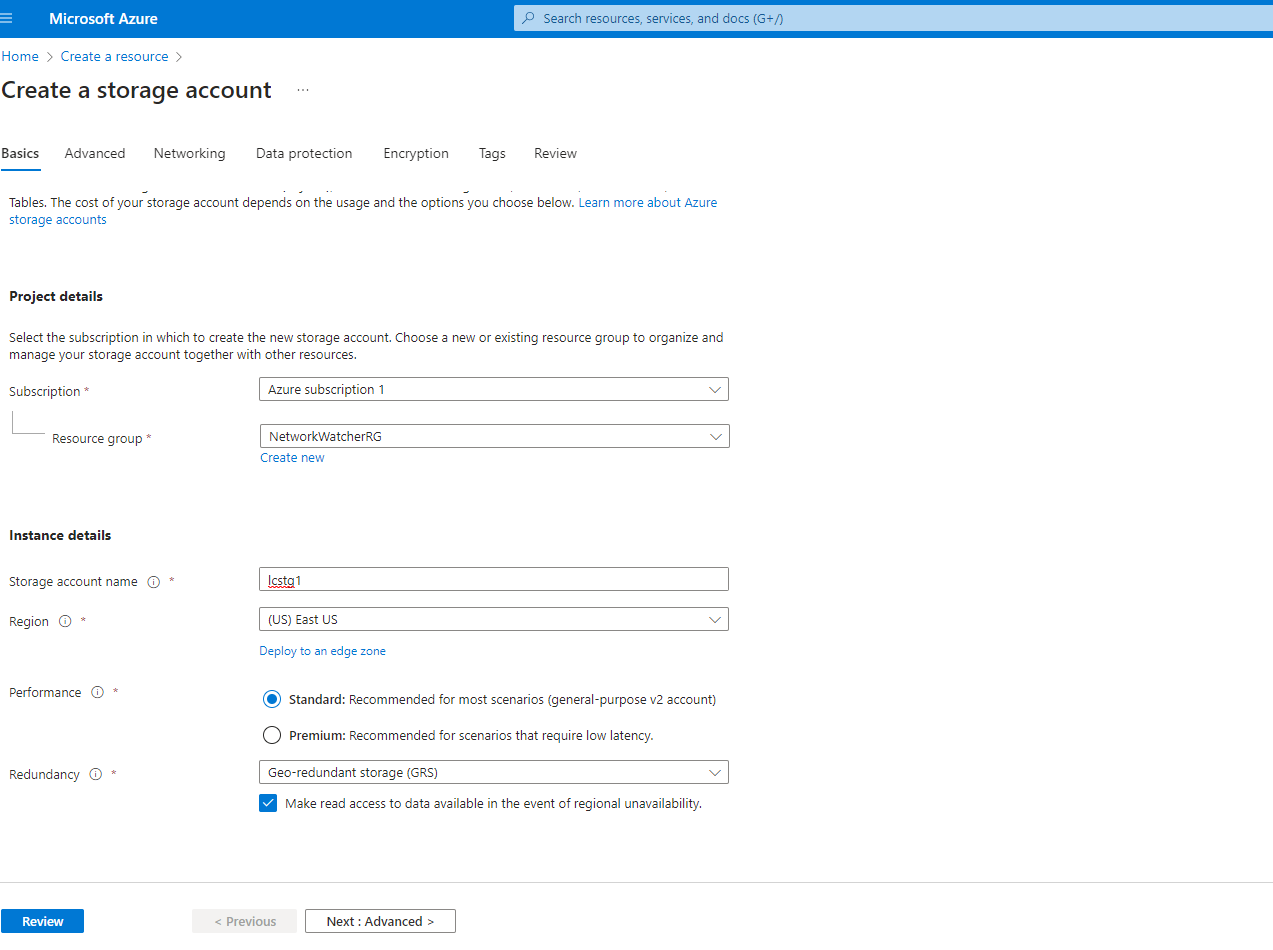 Microsoft Azure
Search resources, services, and docs (G+/)
Home > Create a resource >
Create a storage account ...
Basics Advanced Networking Data protection Encryption Tags Review
Tables. The cost of your storage account depends on the usage and the options you choose below. Learn more about Azure
storage accounts
Project details
Select the subscription in which to create the new storage account. Choose a new or existing resource group to organize and
manage your storage account together with other resources.
Subscription *
Azure subscription 1
Resource group *
NetworkWatcherRG
Create new
Instance details
Storage account name *
lcstg1
Region *
(US) East US
Deploy to an edge zone
Performance *
Standard: Recommended for most scenarios (general-purpose v2 account)
Premium: Recommended for scenarios that require low latency.
Redundancy *
Geo-redundant storage (GRS)
Make read access to data available in the event of regional unavailability.
Review < Previous Next : Advanced >